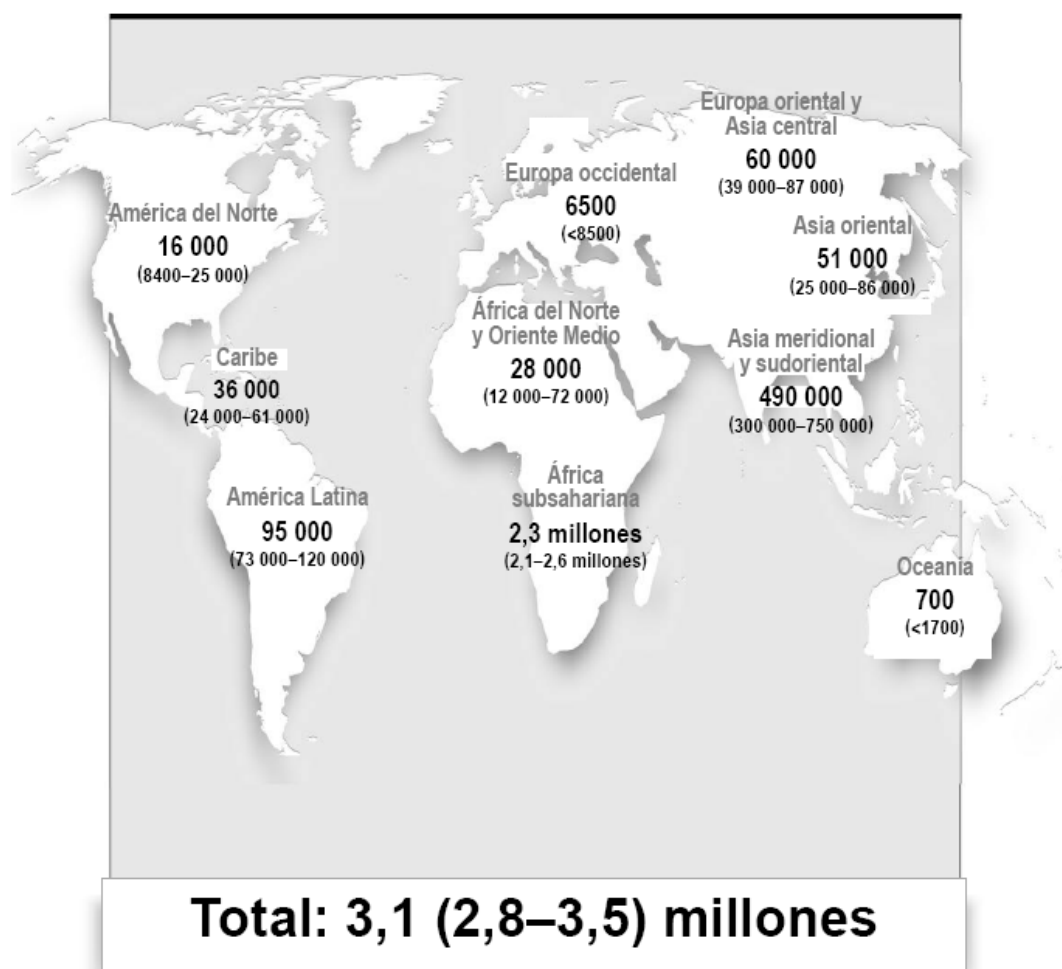 Europa oriental y
Asia central
60 000
(39 000–87 000)
Europa occidental
6500
(<8500)
América del Norte
16 000
(8400–25 000)
Asia oriental
51 000
(25 000–86 000)
África del Norte
y Oriente Medio
28 000
(12 000–72 000)
Asia meridional
y sudoriental
490 000
(300 000–750 000)
Caribe
36 000
(24 000–61 000)
América Latina
95 000
(73 000–120 000)
África
subsahariana
2,3 millones
(2,1–2,6 millones)
Oceanía
700
(<1700)
Total: 3,1 (2,8–3,5) millones